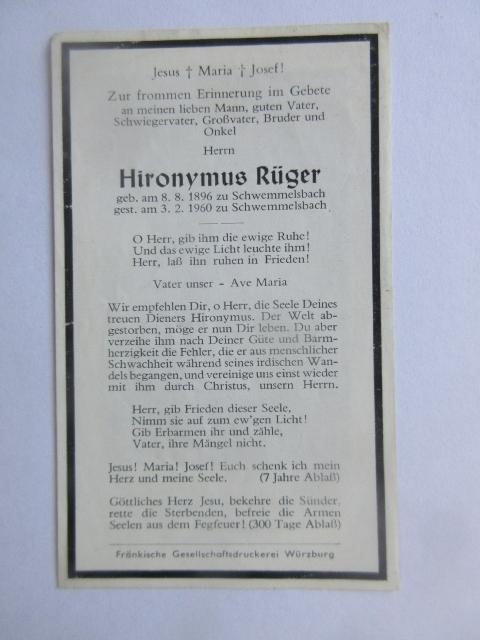 Jesus † Maria † Josef!
Zur frommen Erinnerung im Gebete
an meinen lieben Mann, guten Vater,
Schwiegervater, Großvater, Bruder und
Onkel
Herrn
Hironymus Rüger
geb. am 8. 8. 1896 zu Schwemmelsbach
gest. am 3. 2. 1960 zu Schwemmelsbach
O Herr, gib ihm die ewige Ruhe!
Und das ewige Licht leuchte ihm!
Herr, laß ihn ruhen in Frieden!
Vater unser - Ave Maria
Wir empfehlen Dir, o Herr, die Seele Deines
treuen Dieners Hironymus. Der Welt ab-
gestorben, möge er nun Dir leben. Du aber
verzeihe ihm nach Deiner Güte und Barm-
herzigkeit die Fehler, die er aus menschlicher
Schwachheit während seines irdischen Wan-
dels begangen, und vereinige uns einst wieder
mit ihm durch Christus, unsern Herrn.
Herr, gib Frieden dieser Seele,
Nimm sie auf zum ew'gen Licht!
Gib Erbarmen ihr und zähle,
Vater, ihre Mängel nicht.
Jesus! Maria! Josef! Euch schenk ich mein
Herz und meine Seele. (7 Jahre Ablaß)
Göttliches Herz Jesu, bekehre die Sünder,
rette die Sterbenden, befreie die Armen
Seelen aus dem Fegfeuer! (300 Tage Ablaß)
Fränkische Gesellschaftsdruckerei Würzburg